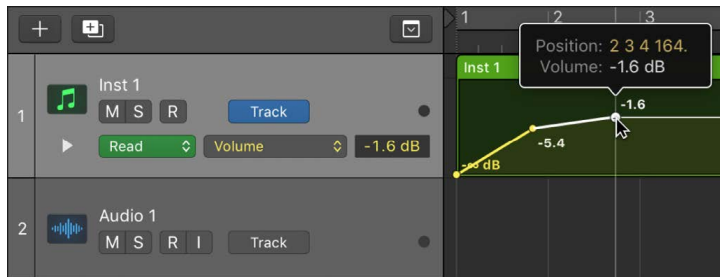 1 2 3
Position: 2 3 4 164.
Volume: -1.6 dB
Inst 1
1
Inst 1
M S R Track
Read Volume -1.6 dB
-1.6
-5.4
-∞ dB
2
Audio 1
M S R I Track